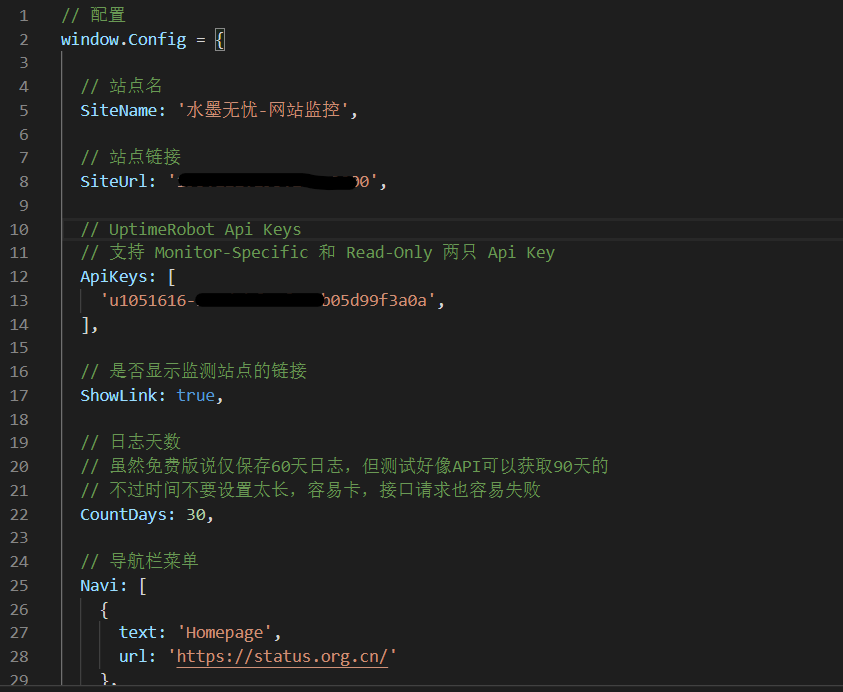 1 // 配置
2 window.Config = {
3
4 // 站点名
5 SiteName: '水墨无忧-网站监控',
6
7 // 站点链接
8 SiteUrl: '00',
9
10 // UptimeRobot Api Keys
11 // 支持 Monitor-Specific 和 Read-Only 两只 Api Key
12 ApiKeys: [
13 'u1051616-b05d99f3a0a',
14 ],
15
16 // 是否显示监测站点的链接
17 ShowLink: true,
18
19 // 日志天数
20 // 虽然免费版说仅保存60天日志，但测试好像API可以获取90天的
21 // 不过时间不要设置太长，容易卡，接口请求也容易失败
22 CountDays: 30,
23
24 // 导航栏菜单
25 Navi: [
26 {
27 text: 'Homepage',
28 url: 'https://status.org.cn/'
29 },